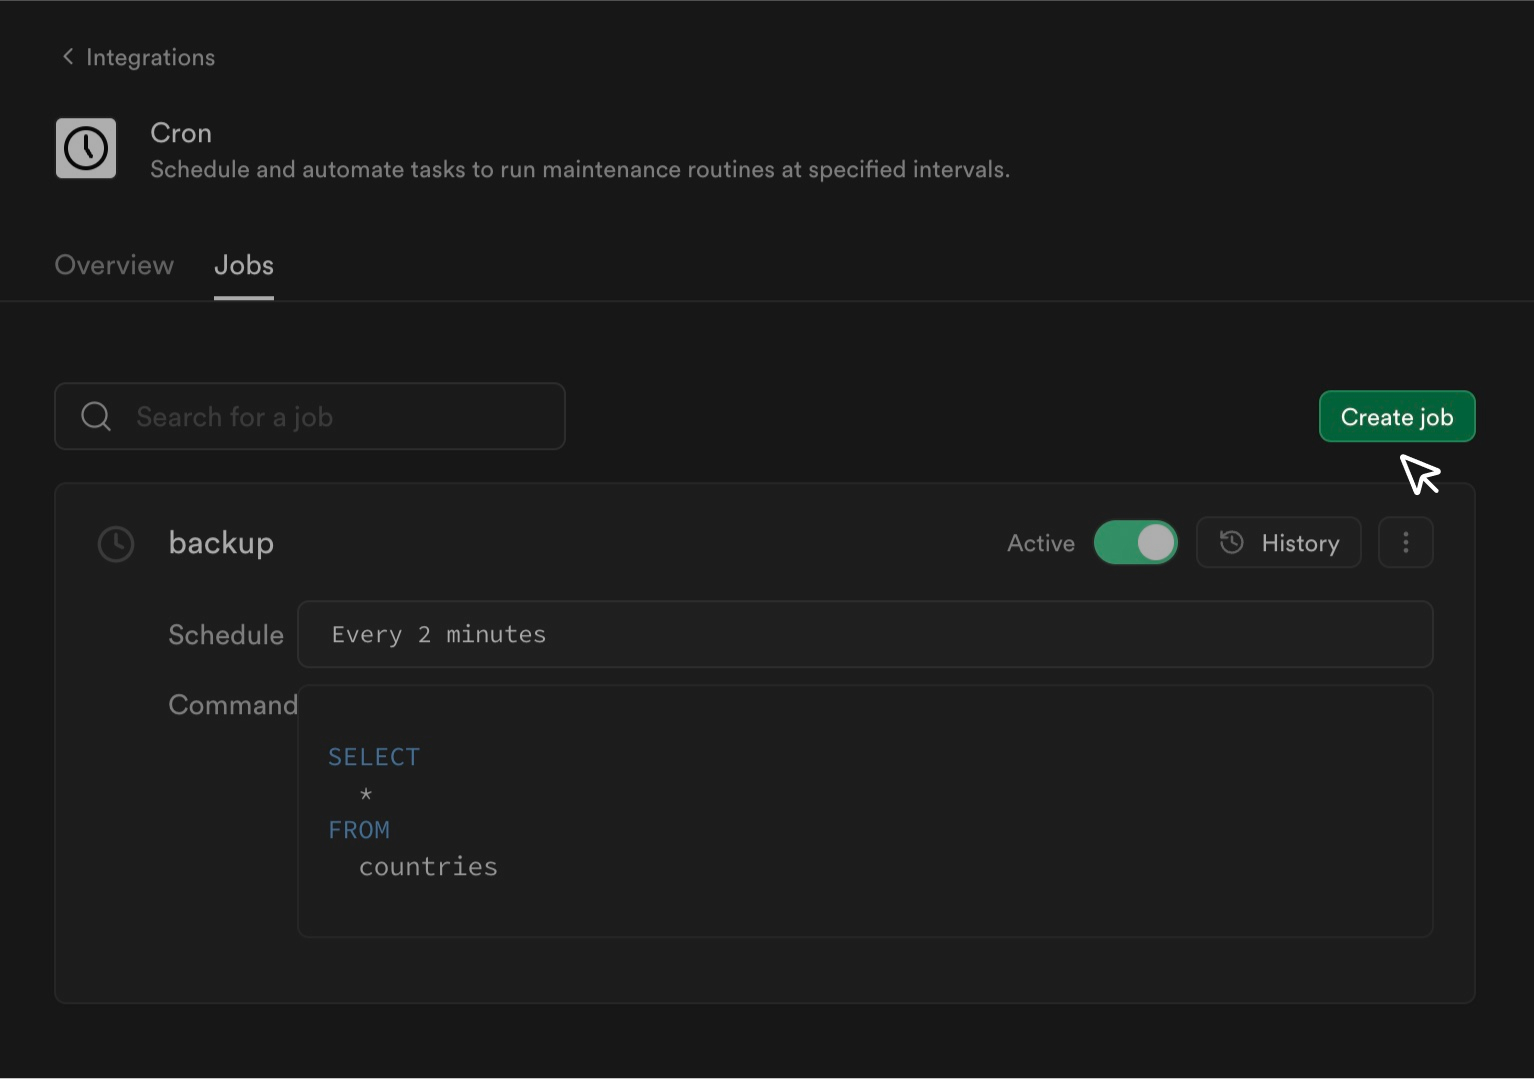 Integrations
Cron
Schedule and automate tasks to run maintenance routines at specified intervals.
Overview Jobs
Search for a job
Create job
backup
Active
History
Schedule
Every 2 minutes
Command
SELECT
*
FROM
countries